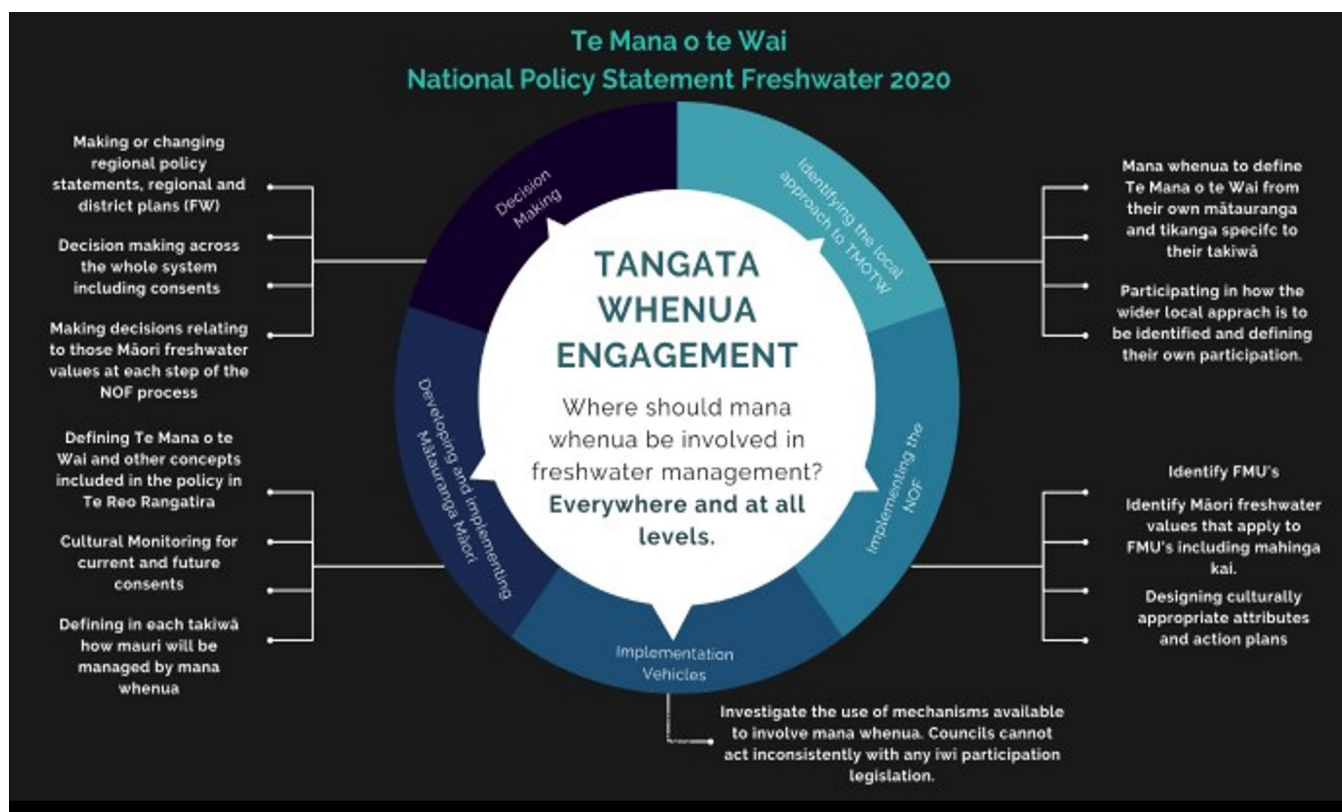 Te Mana o te Wai
National Policy Statement Freshwater 2020
Making or changing
regional policy
statements, regional and
district plans (FW)
Decision making across
the whole system
including consents
Making decisions relating
to those Māori freshwater
values at each step of the
NOF process
Defining Te Mana o te
Wai and other concepts
included in the policy in
Te Reo Rangatira
Cultural Monitoring for
current and future
consents
Defining in each takiwā
how mauri will be
managed by mana
whenua
Decision
Making
Identifying the local
approach to TMOTW
Developing and implementing
Mātauranga Māori
Implementing the
NOF
Implementation
Vehicles
TANGATA
WHENUA
ENGAGEMENT
Where should mana
whenua be involved in
freshwater management?
Everywhere and at all
levels.
Mana whenua to define
Te Mana o te Wai from
their own mātauranga
and tikanga specifc to
their takiwā
Participating in how the
wider local apprach is to
be identified and defining
their own participation.
Identify FMU's
Identify Māori freshwater
values that apply to
FMU's including mahinga
kai.
Designing culturally
appropriate attributes
and action plans
Investigate the use of mechanisms available
to involve mana whenua. Councils cannot
act inconsistently with any iwi participation
legislation.